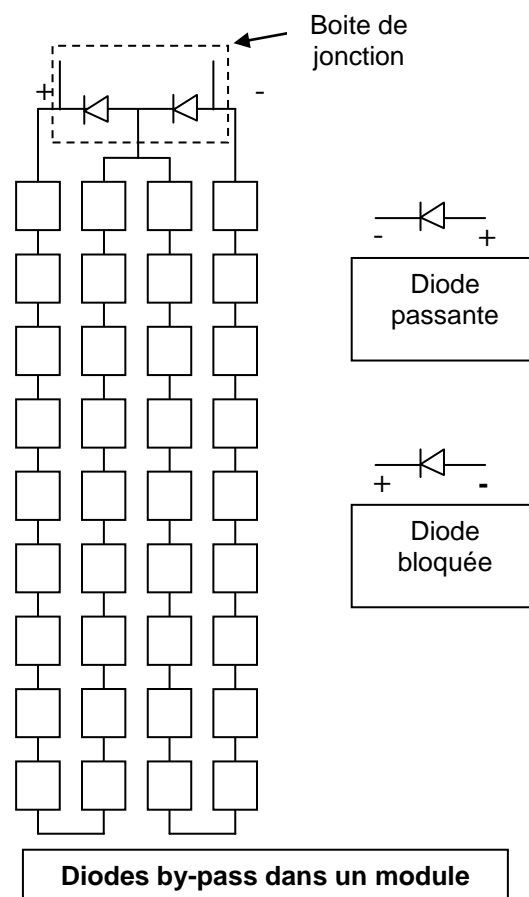 Boite de
jonction
+ -
- +
Diode
passante
+ -
Diode
bloquée
Diodes by-pass dans un module